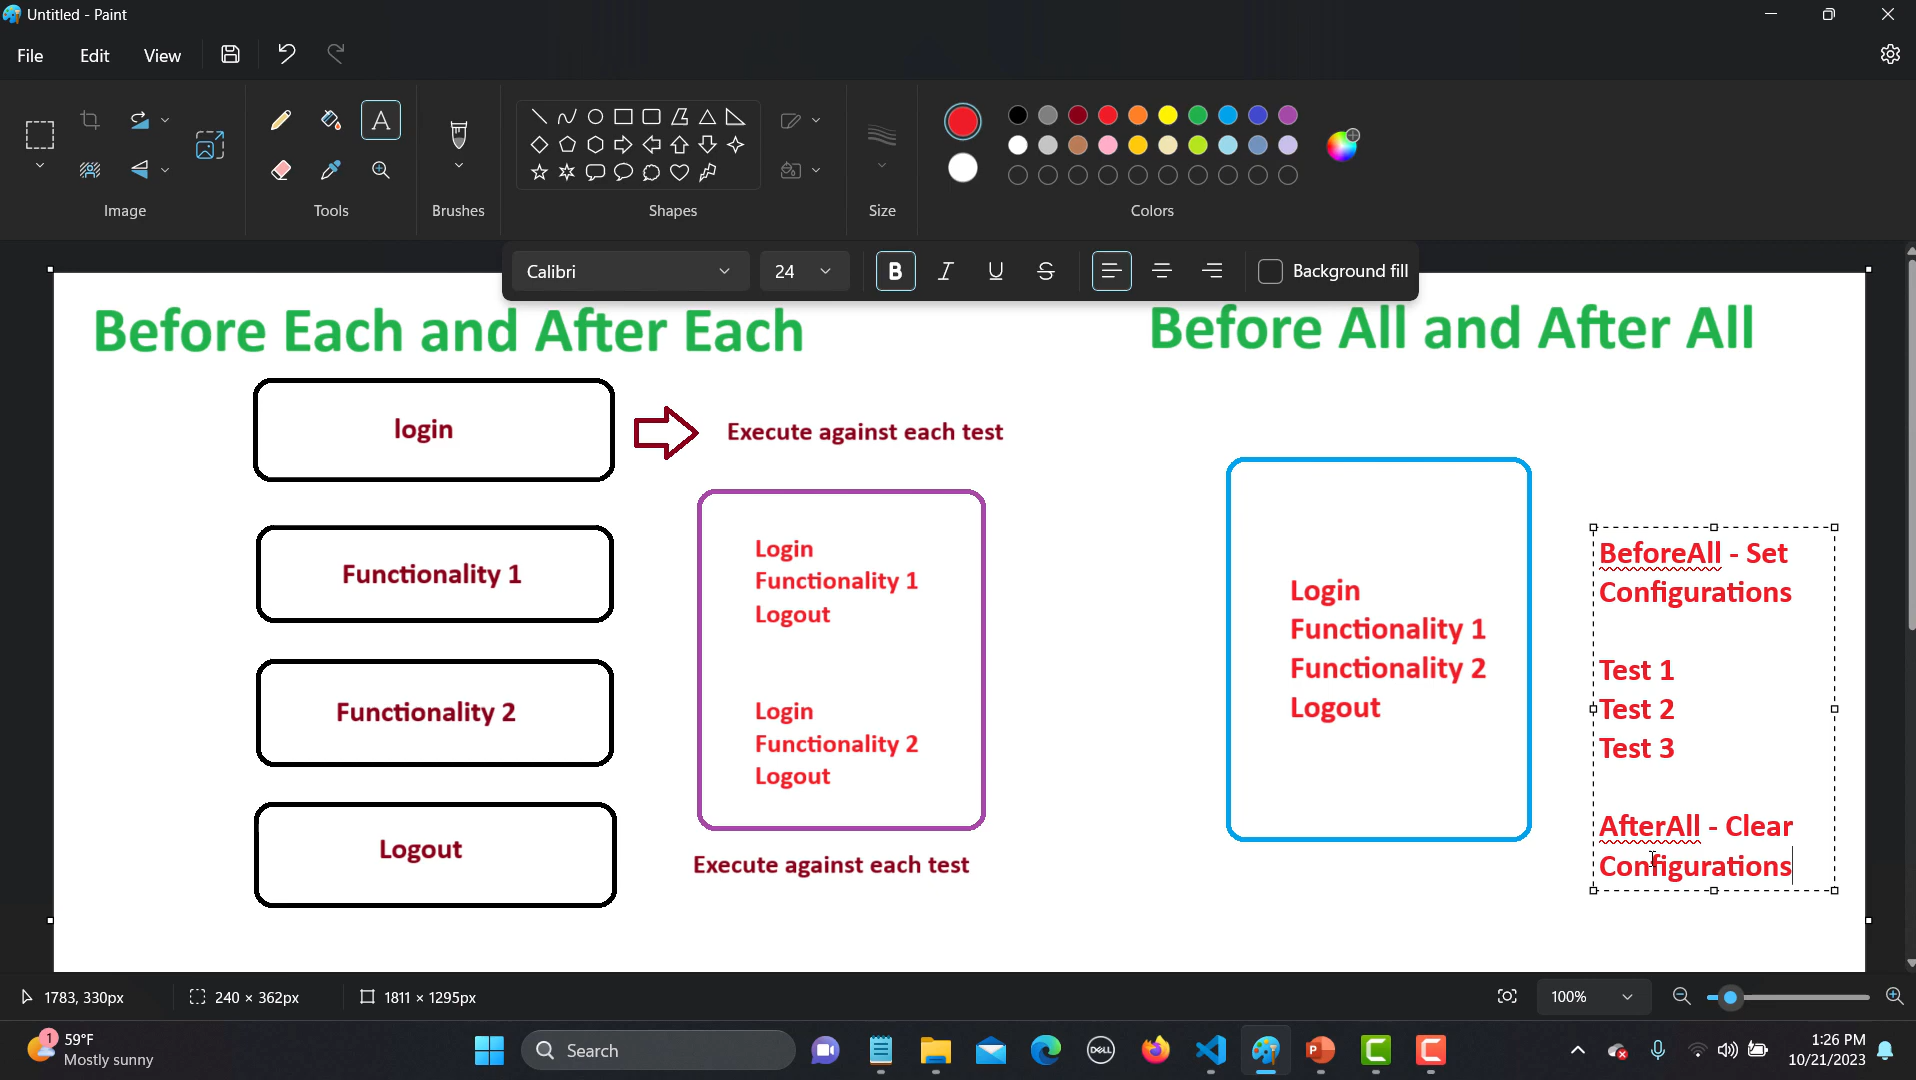 Untitled - Paint
File Edit View
Image
Tools
Brushes
Shapes
Size
Colors
Calibri 24 B I U S Background fill
Before Each and After Each
login
Execute against each test
Functionality 1
Functionality 2
Logout
Login
Functionality 1
Logout
Login
Functionality 2
Logout
Execute against each test
Before All and After All
Login
Functionality 1
Functionality 2
Logout
BeforeAll - Set
Configurations
Test 1
Test 2
Test 3
AfterAll - Clear
Configurations
1783, 330px 240 × 362px 1811 × 1295px 100%
1
59°F
Mostly sunny
Search
DELL
1:26 PM
10/21/2023